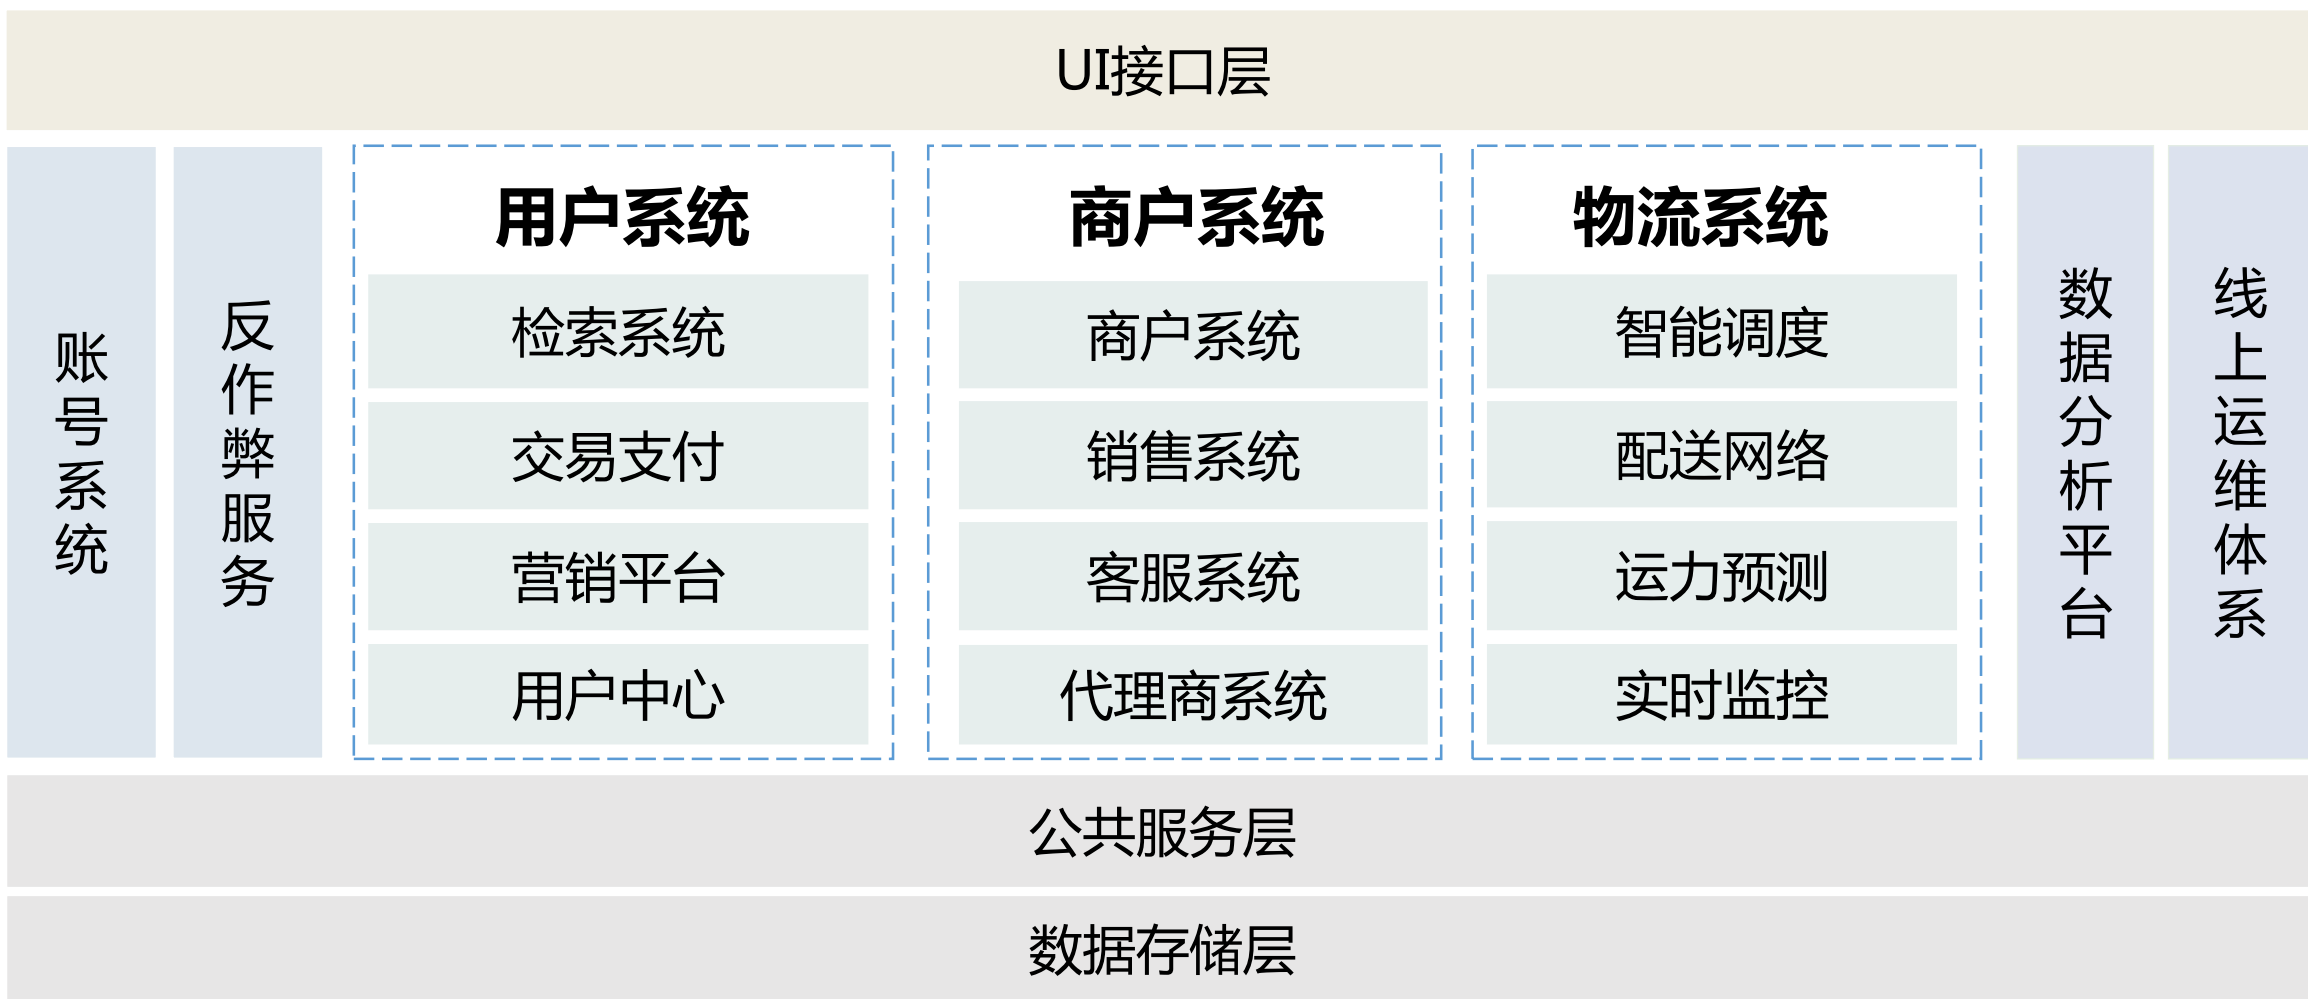 UI接口层
账号系统
反作弊服务
用户系统
检索系统
交易支付
营销平台
用户中心
商户系统
商户系统
销售系统
客服系统
代理商系统
物流系统
智能调度
配送网络
运力预测
实时监控
数据分析平台
线上运维体系
公共服务层
数据存储层